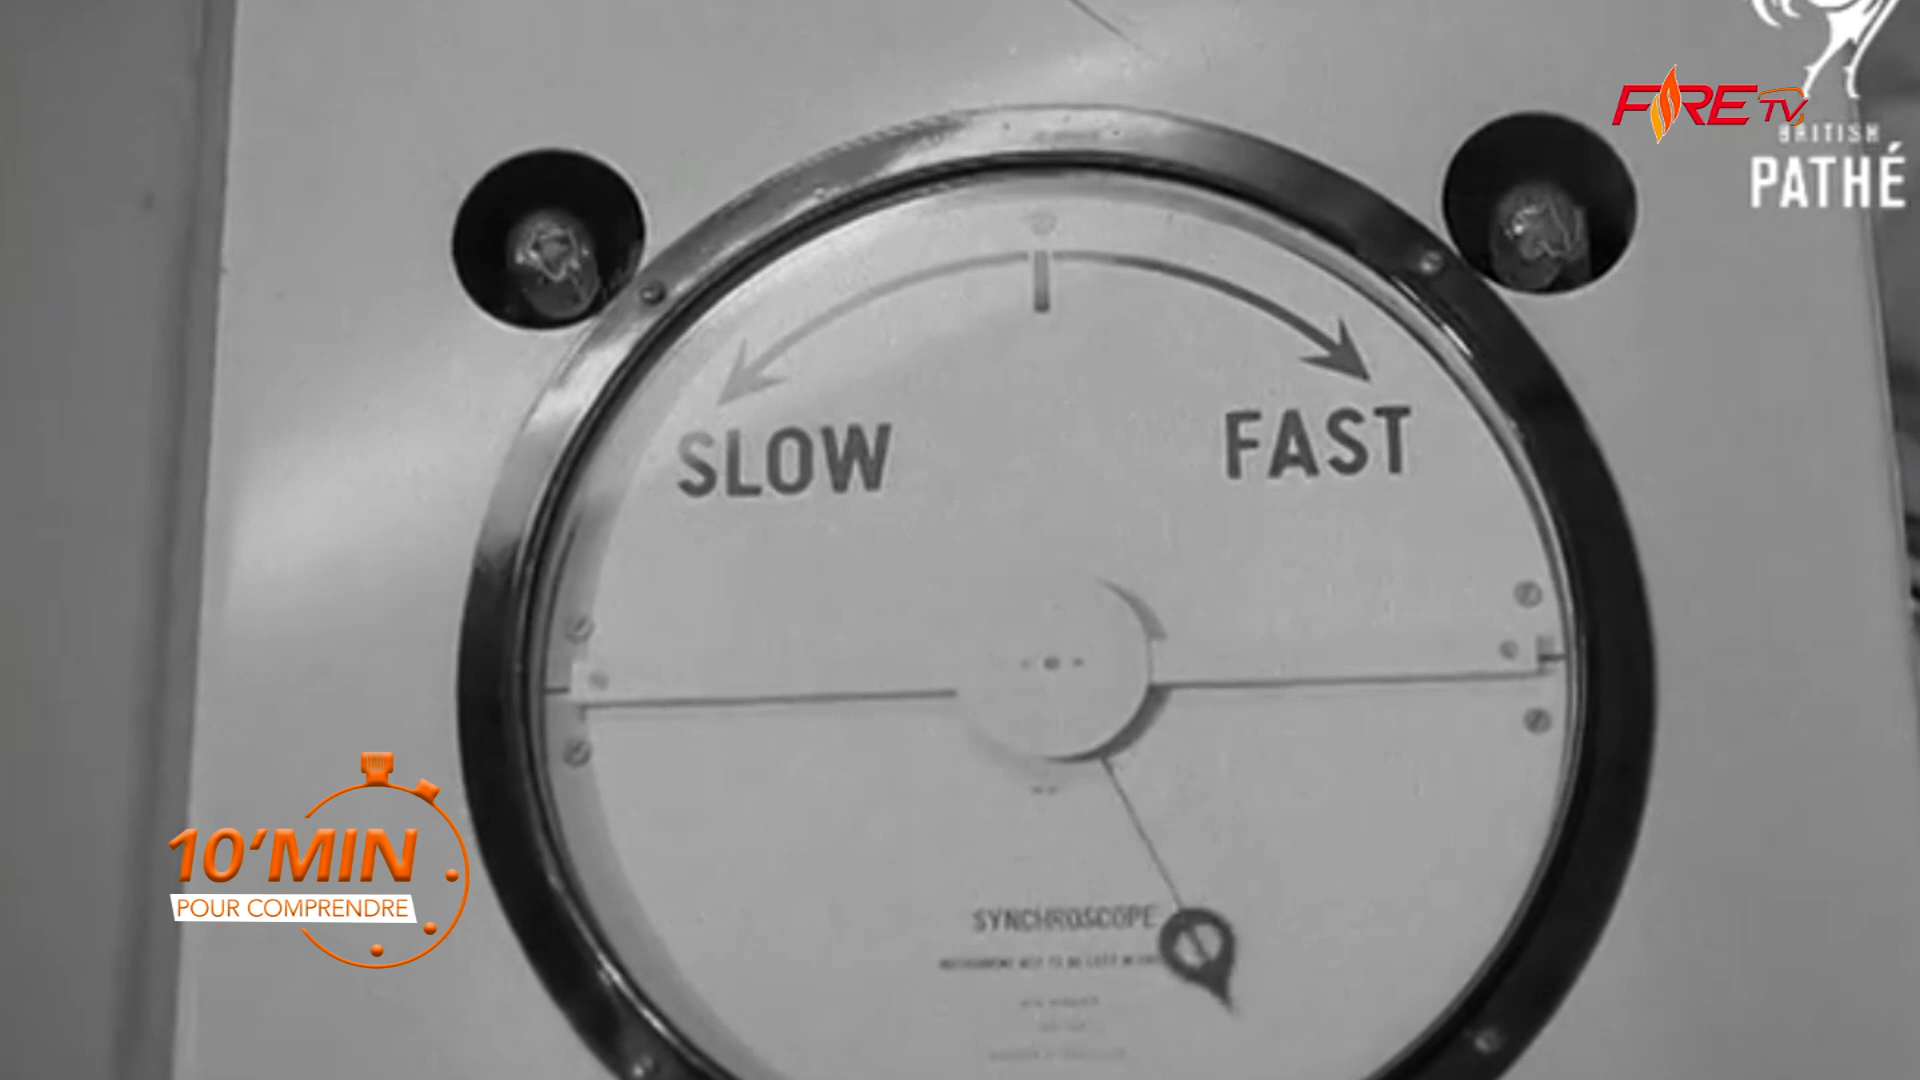 FIRE TV
BRITISH
PATHÉ
SLOW
FAST
10'MIN
POUR COMPRENDRE
SYNCHROSCOPE